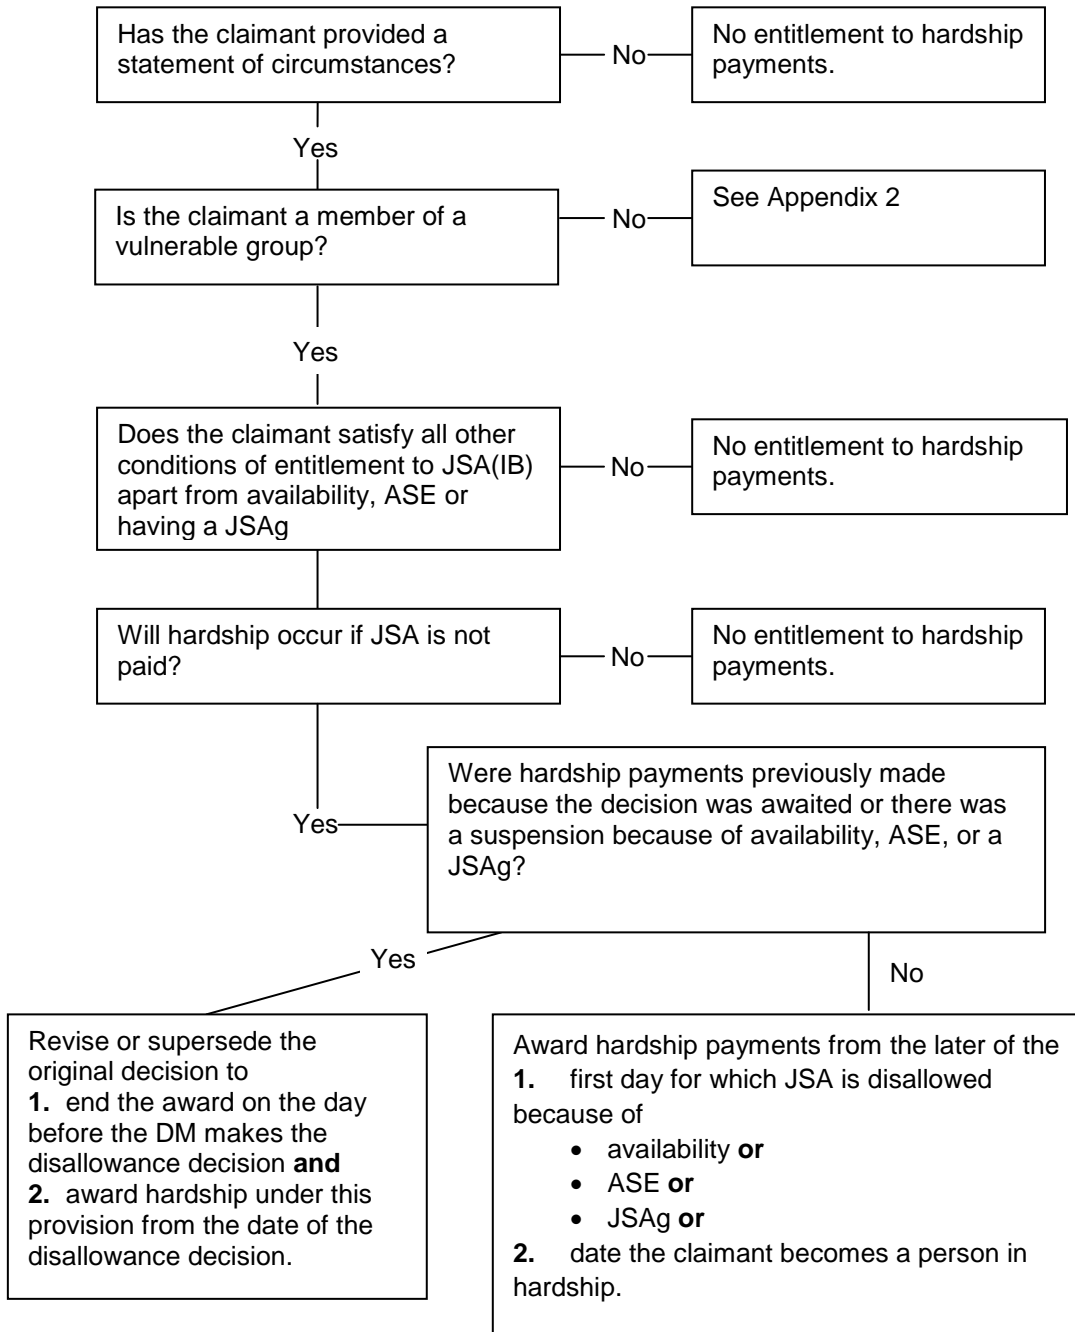 Has the claimant provided a
statement of circumstances?
No
No entitlement to hardship
payments.
Yes
Is the claimant a member of a
vulnerable group?
No
See Appendix 2
Yes
Does the claimant satisfy all other
conditions of entitlement to JSA(IB)
apart from availability, ASE or
having a JSAg
No
No entitlement to hardship
payments.
Will hardship occur if JSA is not
paid?
No
No entitlement to hardship
payments.
Yes
Were hardship payments previously made
because the decision was awaited or there was
a suspension because of availability, ASE, or a
JSAg?
Yes
No
Revise or supersede the
original decision to
1. end the award on the day
before the DM makes the
disallowance decision and
2. award hardship under this
provision from the date of the
disallowance decision.
Award hardship payments from the later of the
1. first day for which JSA is disallowed
because of
• availability or
• ASE or
• JSAg or
2. date the claimant becomes a person in
hardship.